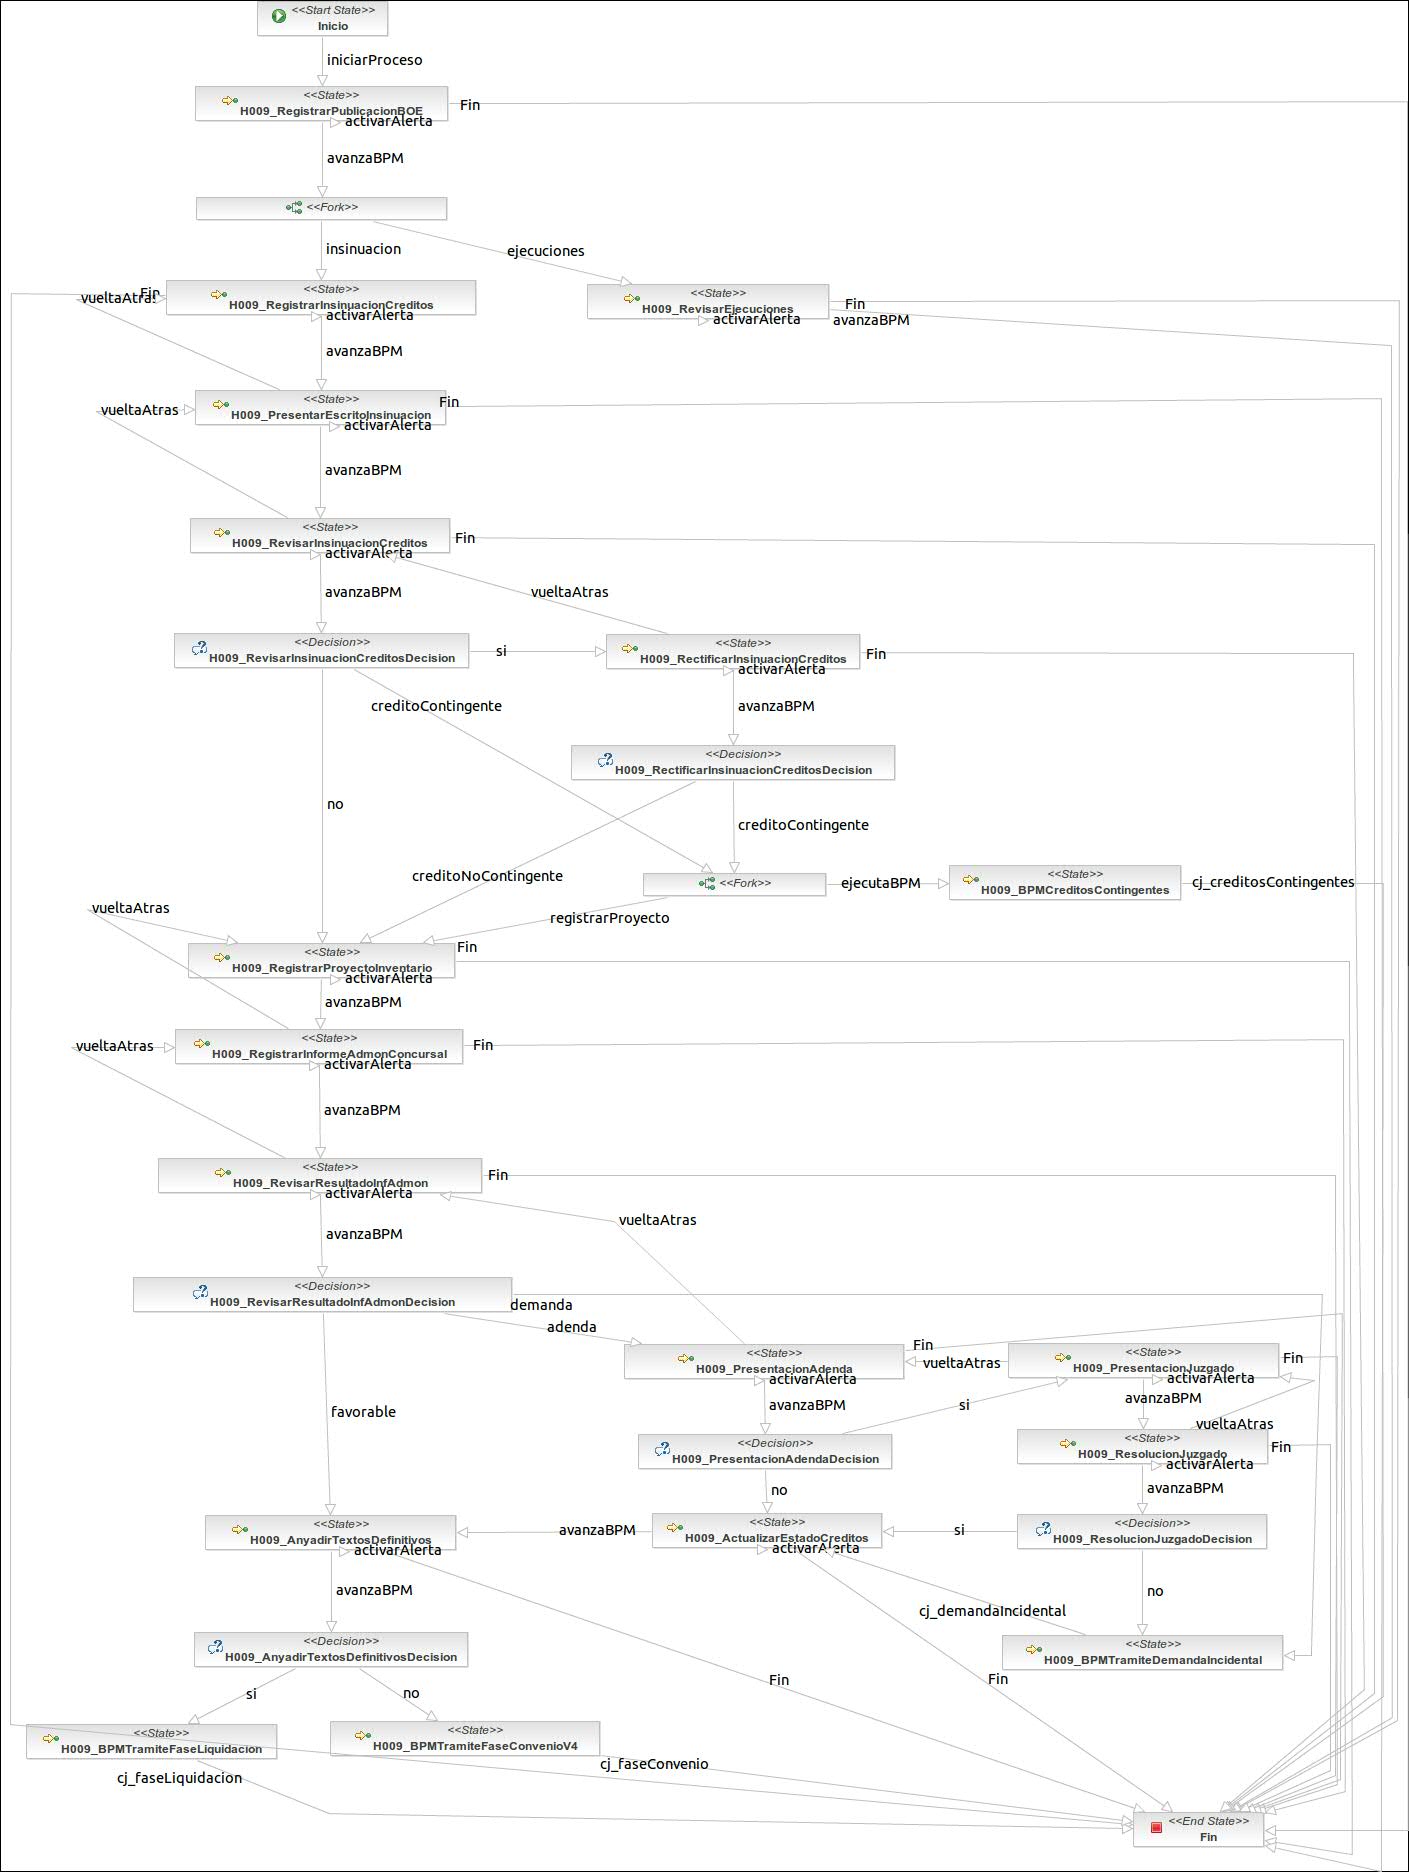 <<Start State>>
Inicio
iniciarProceso
<<State>>
H009_RegistrarPublicacionBOE
Fin
activarAlerta
avanzaBPM
<<Fork>>
insinuacion
ejecuciones
<<State>>
H009_RegistrarInsinuacionCreditos
Fin
vueltaAtras
activarAlerta
<<State>>
H009_RevisarEjecuciones
Fin
activarAlerta
avanzaBPM
avanzaBPM
<<State>>
H009_PresentarEscritoInsinuacion
Fin
vueltaAtras
activarAlerta
avanzaBPM
<<State>>
H009_RevisarInsinuacionCreditos
Fin
activarAlerta
avanzaBPM
vueltaAtras
<<Decision>>
H009_RevisarInsinuacionCreditosDecision
si
<<State>>
H009_RectificarInsinuacionCreditos
Fin
activarAlerta
creditoContingente
avanzaBPM
<<Decision>>
H009_RectificarInsinuacionCreditosDecision
no
creditoContingente
creditoNoContingente
<<Fork>>
ejecutaBPM
<<State>>
H009_BPMCreditosContingentes
cj_creditosContingentes
vueltaAtras
registrarProyecto
<<State>>
H009_RegistrarProyectoInventario
Fin
activarAlerta
avanzaBPM
<<State>>
H009_RegistrarInformeAdmonConcursal
Fin
vueltaAtras
activarAlerta
avanzaBPM
<<State>>
H009_RevisarResultadoInfAdmon
Fin
activarAlerta
avanzaBPM
vueltaAtras
<<Decision>>
H009_RevisarResultadoInfAdmonDecision
demanda
adenda
<<State>>
H009_PresentacionAdenda
Fin
vueltaAtras
activarAlerta
<<State>>
H009_PresentacionJuzgado
Fin
activarAlerta
avanzaBPM
avanzaBPM
si
favorable
vueltaAtras
<<Decision>>
H009_PresentacionAdendaDecision
<<State>>
H009_ResolucionJuzgado
Fin
activarAlerta
no
avanzaBPM
<<State>>
H009_AnyadirTextosDefinitivos
activarAlerta
avanzaBPM
<<State>>
H009_ActualizarEstadoCreditos
activarAlerta
si
<<Decision>>
H009_ResolucionJuzgadoDecision
avanzaBPM
no
cj_demandaIncidental
<<Decision>>
H009_AnyadirTextosDefinitivosDecision
<<State>>
H009_BPMTramiteDemandaIncidental
Fin
Fin
si
no
<<State>>
H009_BPMTramiteFaseLiquidacion
<<State>>
H009_BPMTramiteFaseConvenioV4
cj_faseConvenio
cj_faseLiquidacion
<<End State>>
Fin